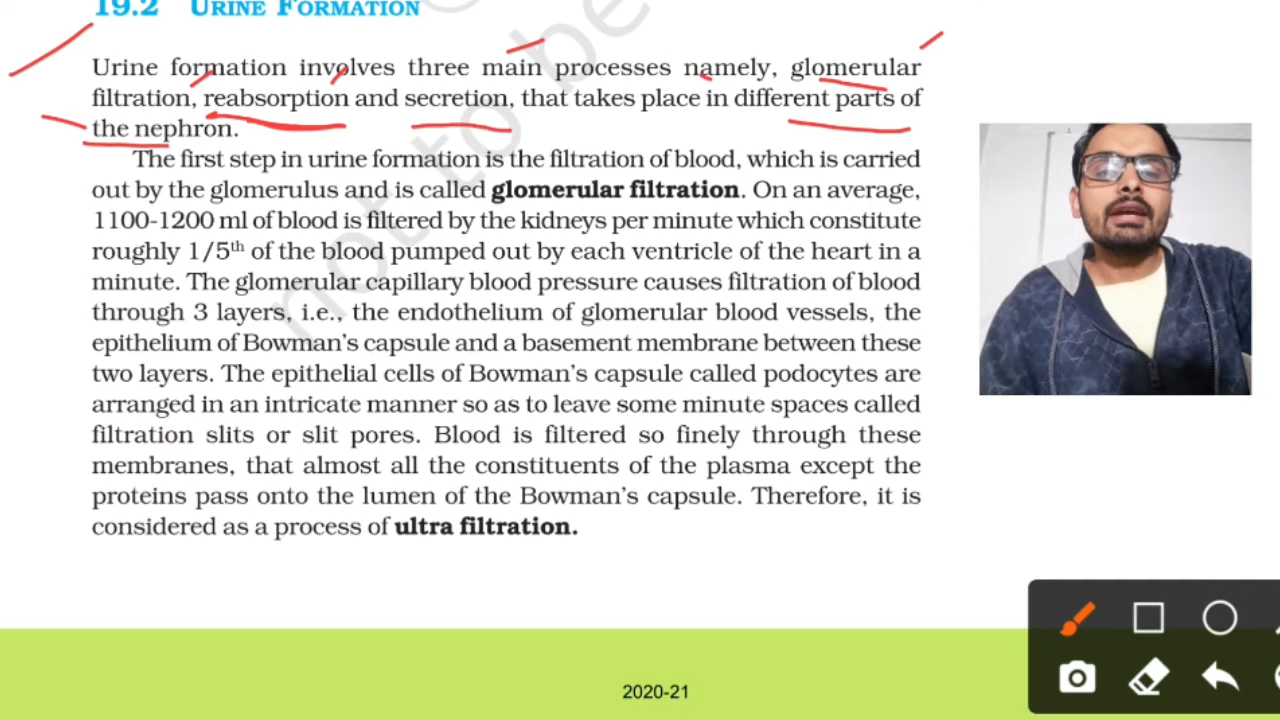 19.2 URINE FORMATION
Urine formation involves three main processes namely, glomerular
filtration, reabsorption and secretion, that takes place in different parts of
the nephron.
The first step in urine formation is the filtration of blood, which is carried
out by the glomerulus and is called glomerular filtration. On an average,
1100-1200 ml of blood is filtered by the kidneys per minute which constitute
roughly 1/5th of the blood pumped out by each ventricle of the heart in a
minute. The glomerular capillary blood pressure causes filtration of blood
through 3 layers, i.e., the endothelium of glomerular blood vessels, the
epithelium of Bowman's capsule and a basement membrane between these
two layers. The epithelial cells of Bowman's capsule called podocytes are
arranged in an intricate manner so as to leave some minute spaces called
filtration slits or slit pores. Blood is filtered so finely through these
membranes, that almost all the constituents of the plasma except the
proteins pass onto the lumen of the Bowman's capsule. Therefore, it is
considered as a process of ultra filtration.
not to be
2020-21